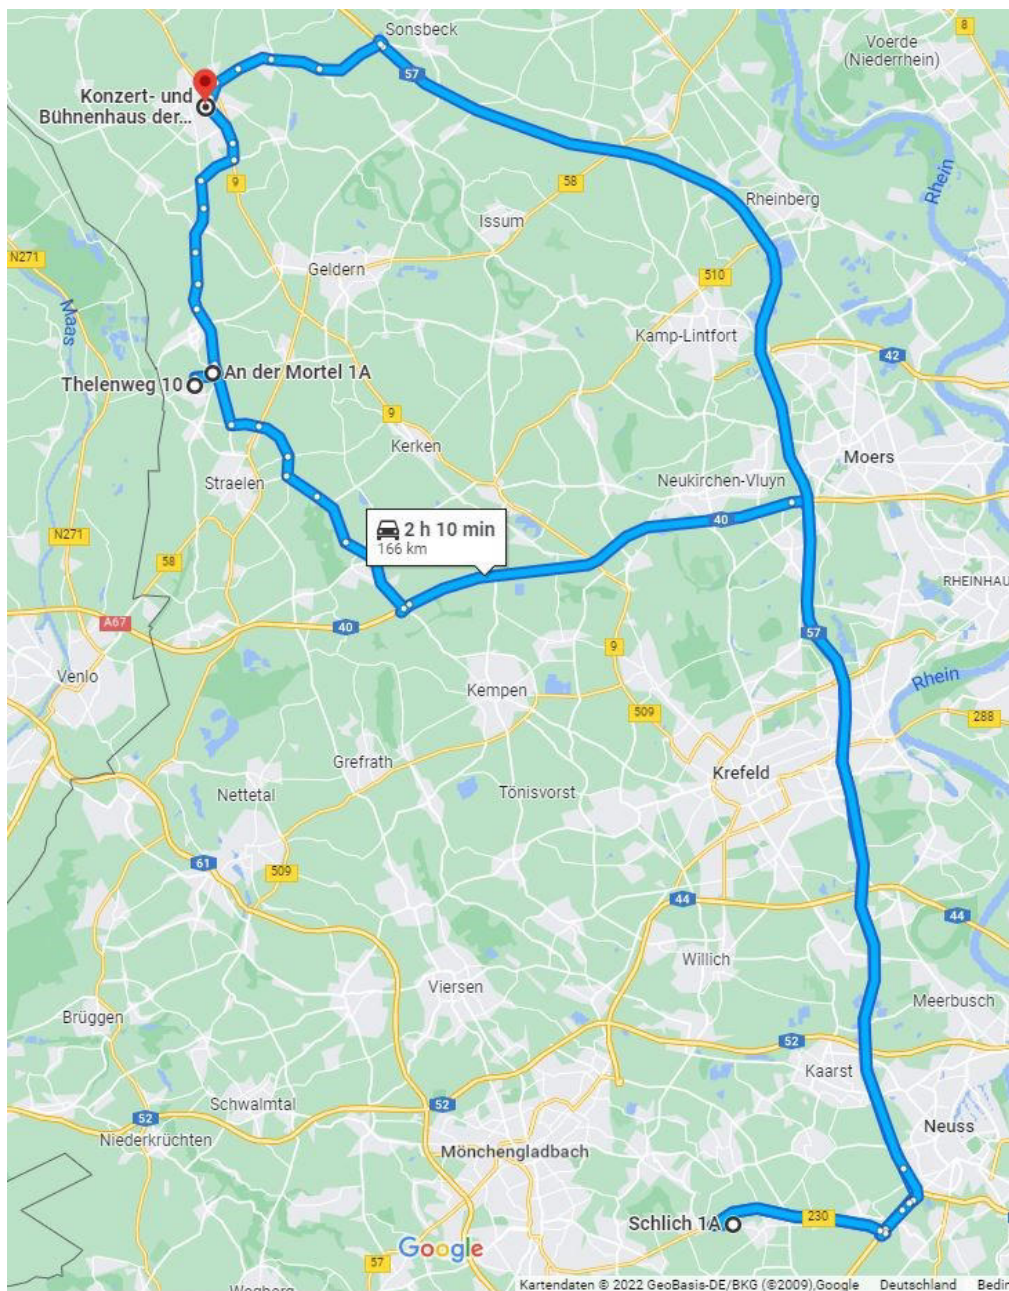 Sonsbeck
8
Voerde
(Niederrhein)
57
Konzert- und
Bühnenhaus der...
Rhein
9
58
Rheinberg
Issum
N271
Geldern
510
Maas
Kamp-Lintfort
42
An der Mortel 1A
Thelenweg 10
9
Kerken
Moers
Straelen
Neukirchen-Vluyn
2 h 10 min
166 km
40
N271
58
RHEINHAU
A67
40
57
9
Venlo
Kempen
Rhein
509
288
Grefrath
Krefeld
Nettetal
Tönisvorst
61
509
44
44
Willich
Viersen
Meerbusch
Brüggen
52
Kaarst
Schwalmtal
52
52
Neuss
Niederkrüchten
Mönchengladbach
Schlich 1A
230
Google
57
Wegberg
Kartendaten © 2022 GeoBasis-DE/BKG (©2009),Google Deutschland Bedin